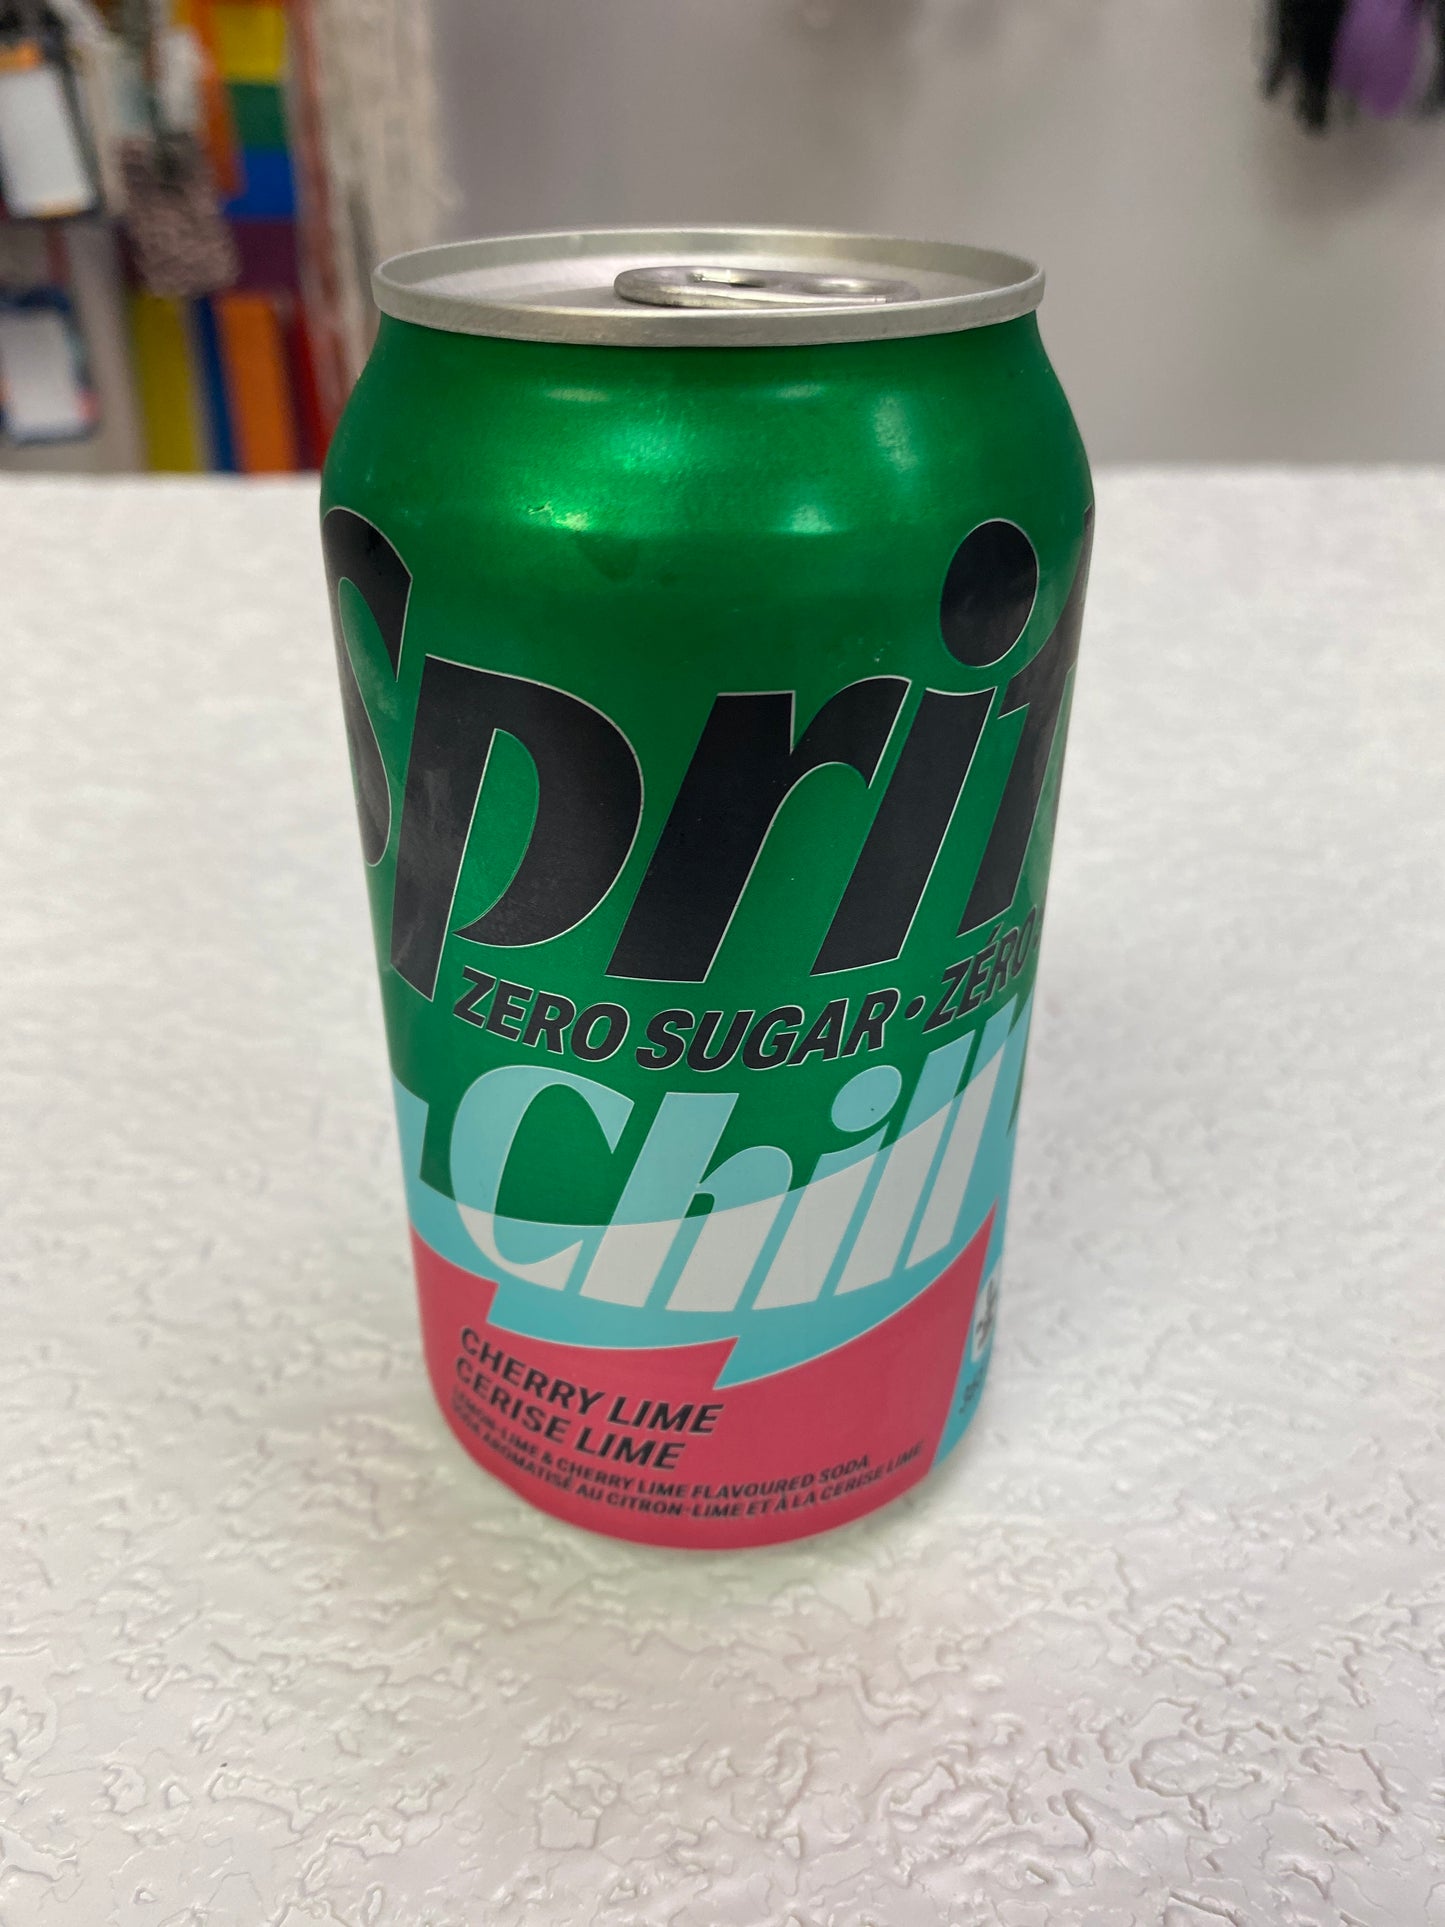 Sprit
ZERO SUGAR • ZÉRO
Chill
CHERRY LIME
CERISE LIME
LEMON-LIME & CHERRY LIME FLAVOURED SODA
SODA AROMATISÉ AU CITRON-LIME ET À LA CERISE LIME